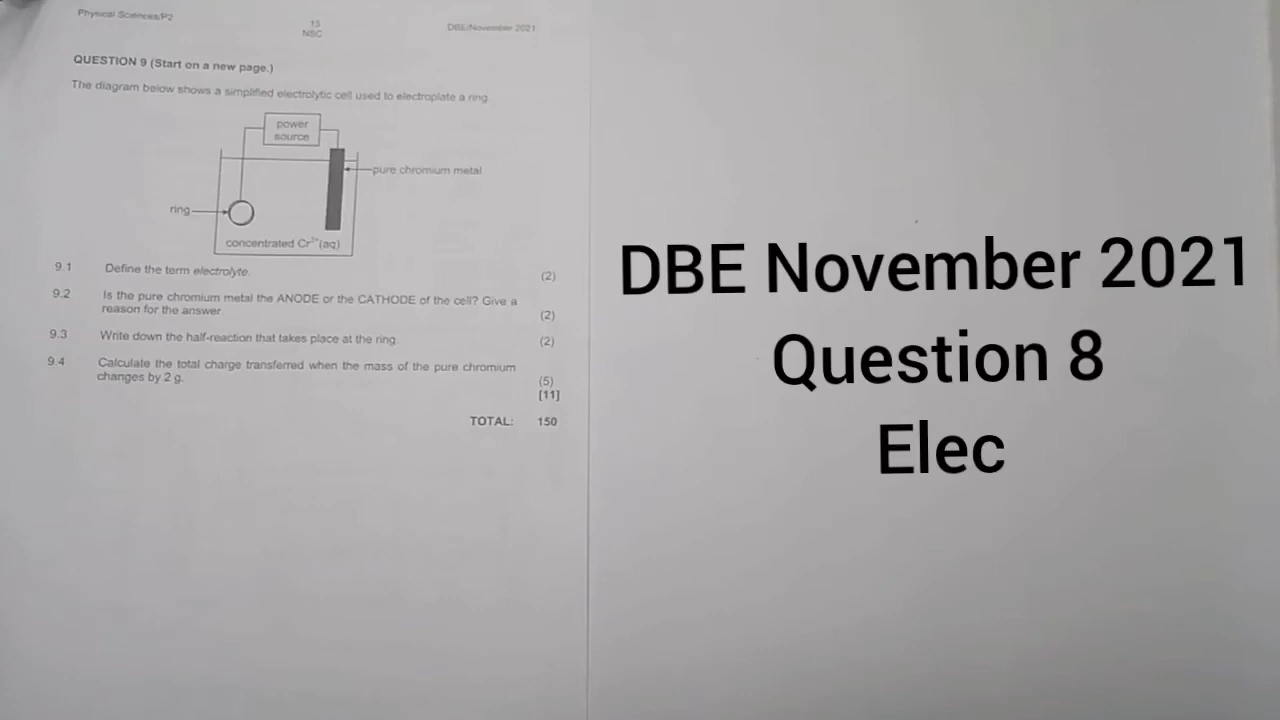 Physical Sciences/P2
13
NSC
DBE/November 2021
QUESTION 9 (Start on a new page.)
The diagram below shows a simplified electrolytic cell used to electroplate a ring.
power
source
pure chromium metal
ring
concentrated Cr³⁺(aq)
9.1 Define the term electrolyte. (2)
9.2 Is the pure chromium metal the ANODE or the CATHODE of the cell? Give a
reason for the answer. (2)
9.3 Write down the half-reaction that takes place at the ring. (2)
9.4 Calculate the total charge transferred when the mass of the pure chromium
changes by 2 g. (5)
[11]
TOTAL: 150
DBE November 2021
Question 8
Elec